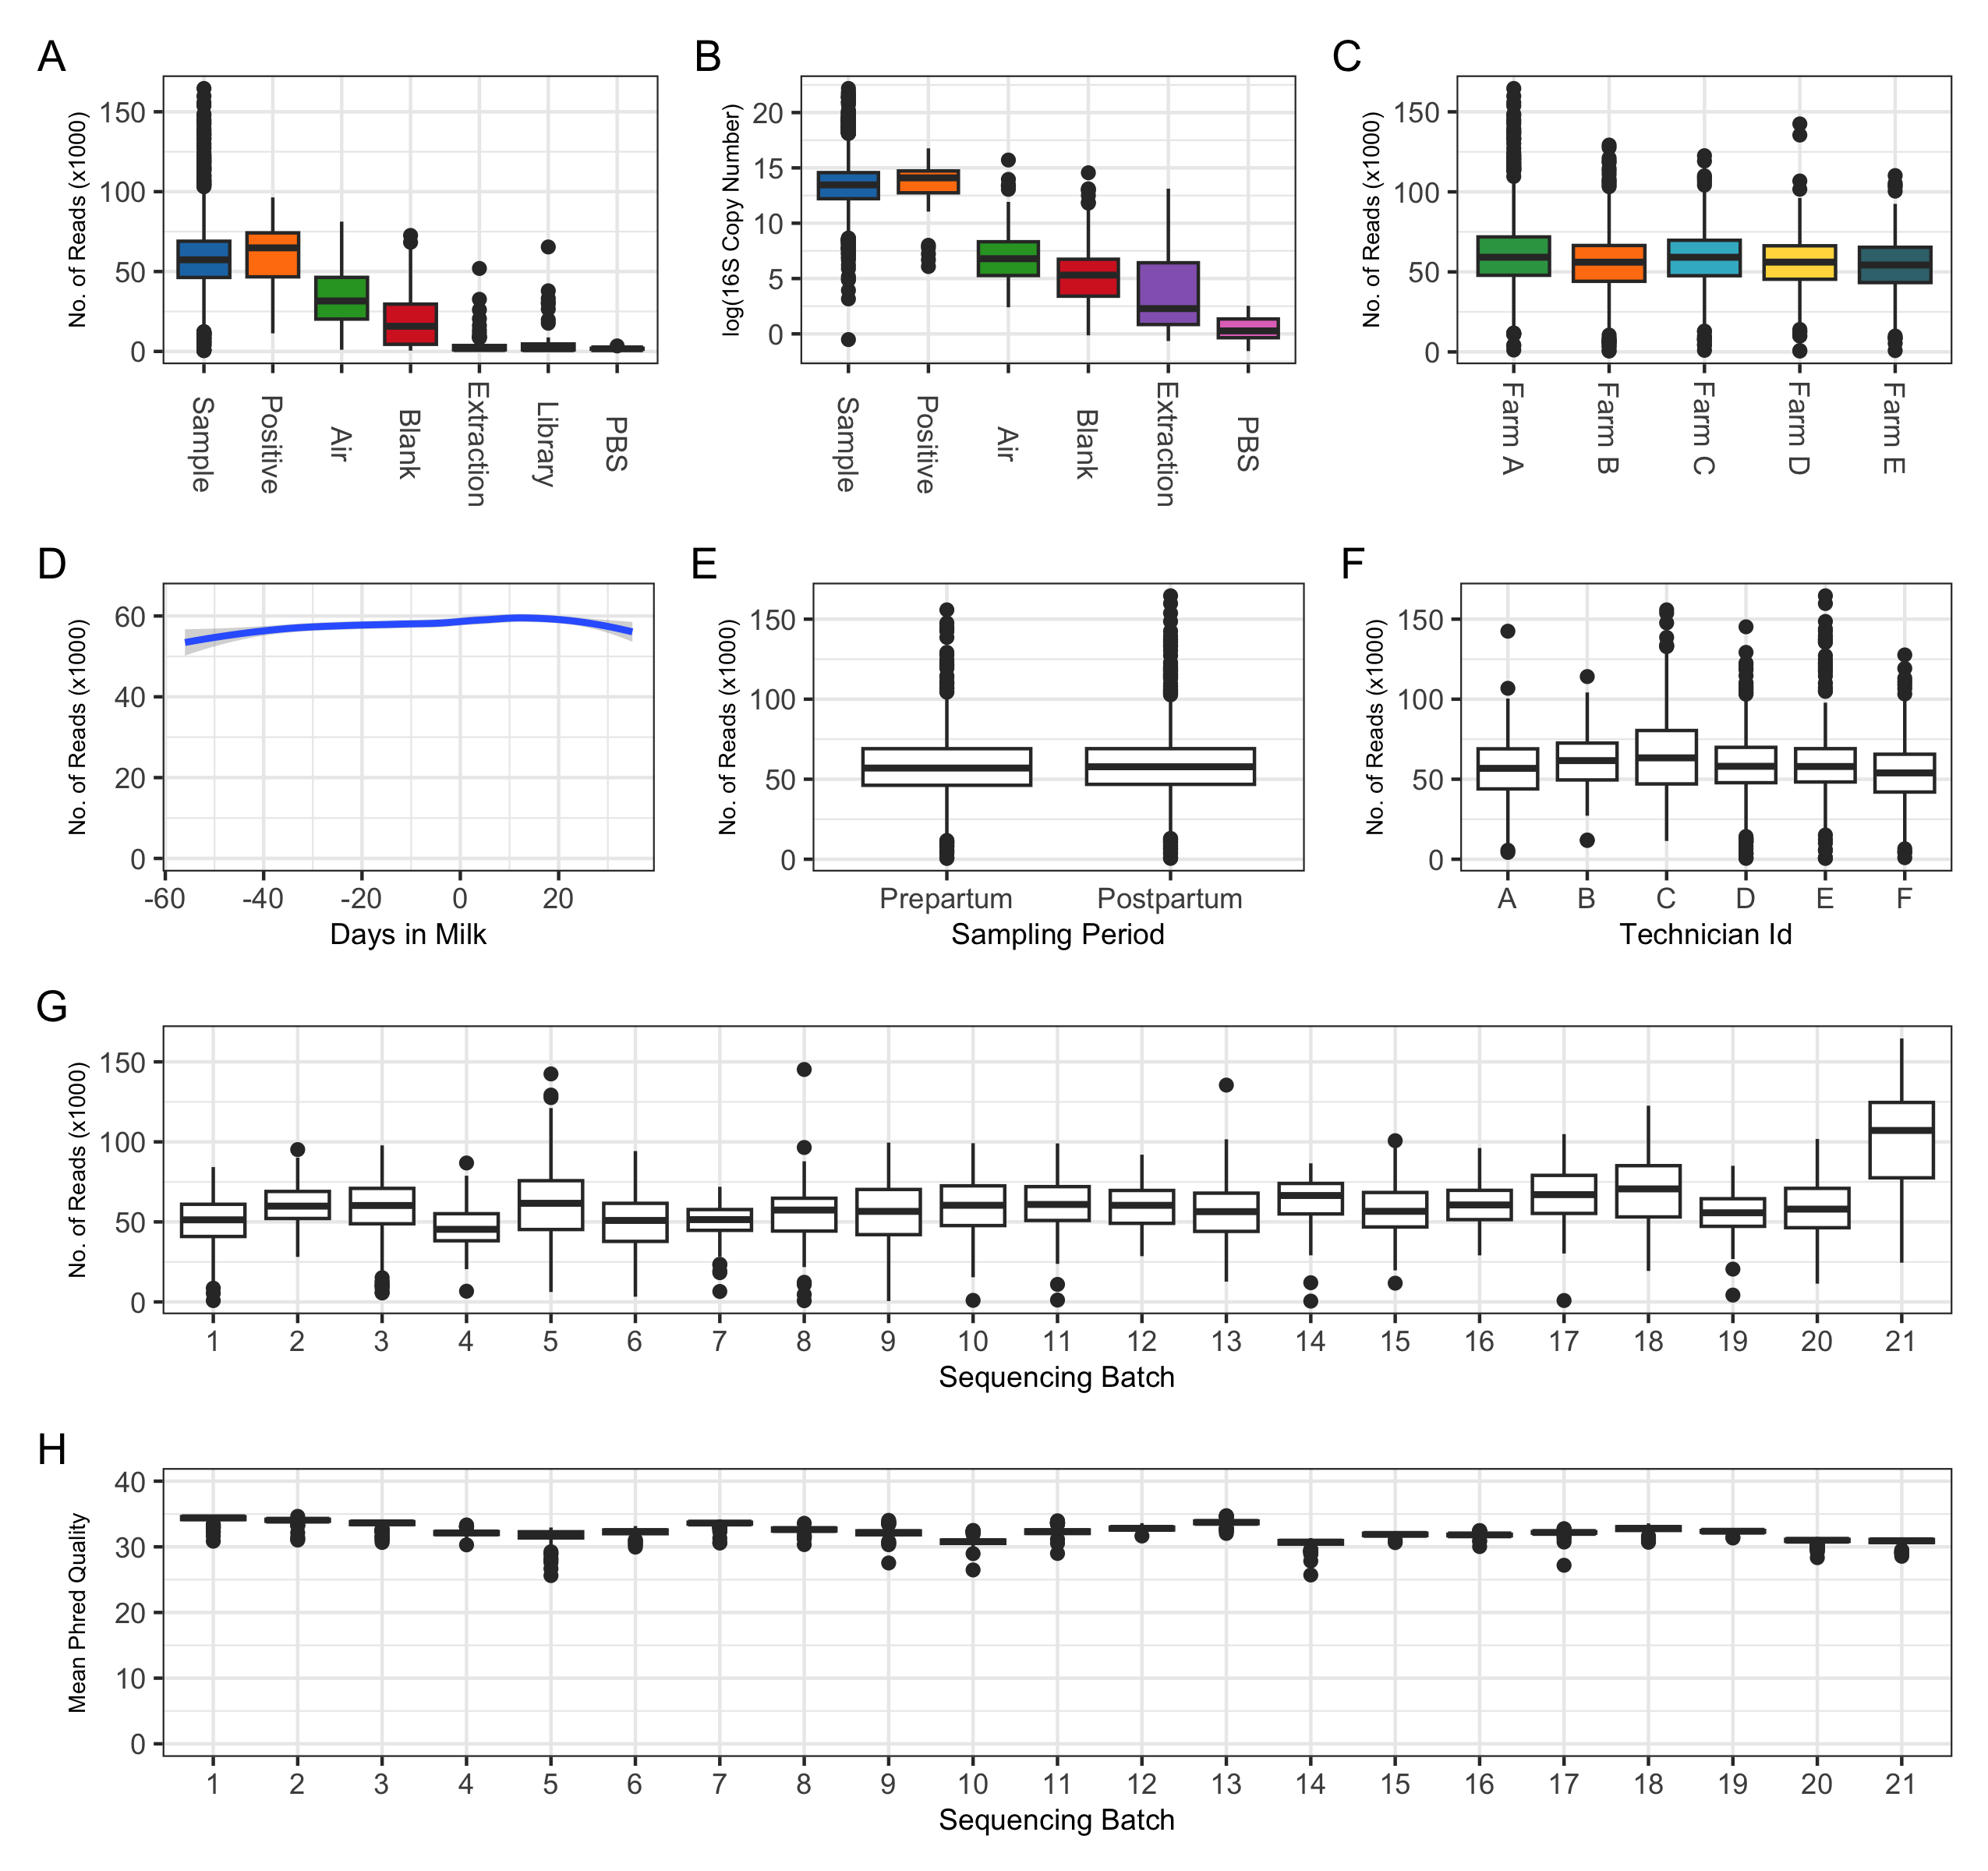 A
No. of Reads (x1000)
150
100
50
0
Sample
Positive
Air
Blank
Extraction
Library
PBS
B
log(16S Copy Number)
20
15
10
5
0
Sample
Positive
Air
Blank
Extraction
PBS
C
No. of Reads (x1000)
150
100
50
0
Farm A
Farm B
Farm C
Farm D
Farm E
D
No. of Reads (x1000)
60
40
20
0
-60 -40 -20 0 20
Days in Milk
E
No. of Reads (x1000)
150
100
50
0
Prepartum Postpartum
Sampling Period
F
No. of Reads (x1000)
150
100
50
0
A B C D E F
Technician Id
G
No. of Reads (x1000)
150
100
50
0
1 2 3 4 5 6 7 8 9 10 11 12 13 14 15 16 17 18 19 20 21
Sequencing Batch
H
Mean Phred Quality
40
30
20
10
0
1 2 3 4 5 6 7 8 9 10 11 12 13 14 15 16 17 18 19 20 21
Sequencing Batch